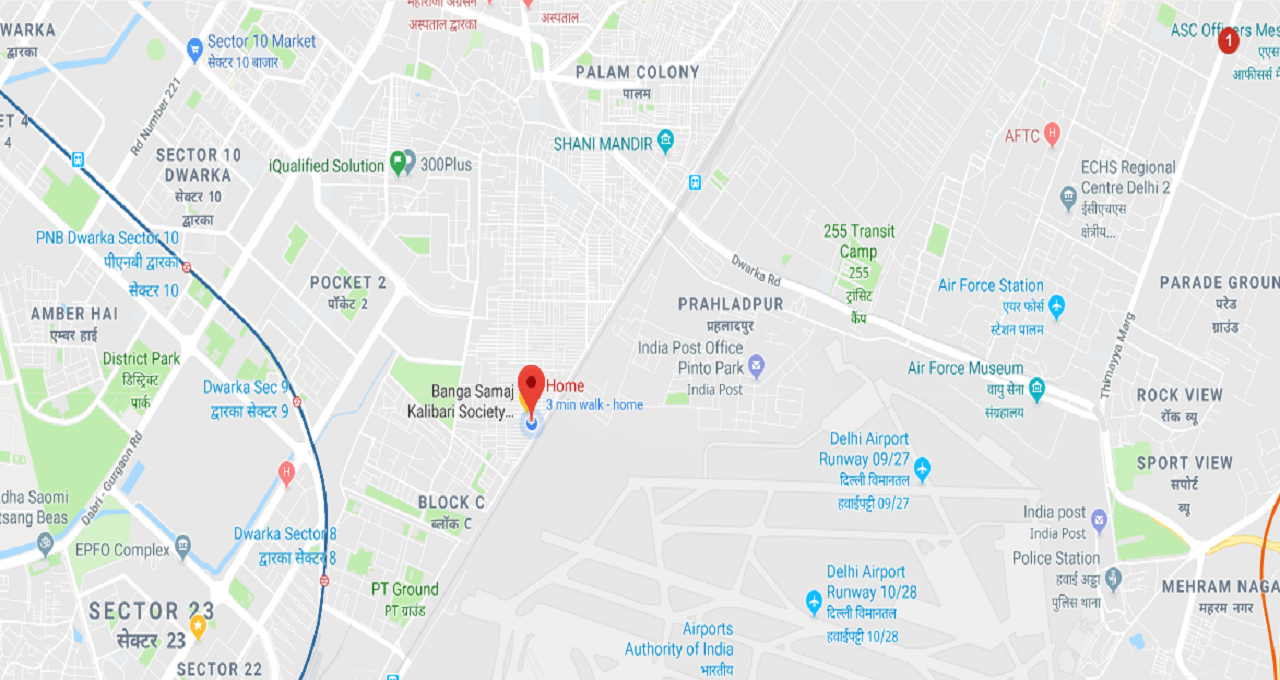 महाराजा अग्रसेन
अस्पताल द्वारका
अस्पताल
WARKA
द्वारका
Sector 10 Market
सेक्टर 10 बाजार
ASC Officers Mes
एएस
आफीसर्स
1
PALAM COLONY
पालम
Rd Number 221
ET 4
4
SHANI MANDIR
AFTC
SECTOR 10
DWARKA
सेक्टर 10
द्वारका
iQualified Solution
300Plus
ECHS Regional
Centre Delhi 2
ईसीएचएस
क्षेत्रीय...
PNB Dwarka Sector 10
पीएनबी द्वारका
सेक्टर 10
255 Transit
Camp
255
ट्रांसिट
कैंप
Dwarka Rd
POCKET 2
पॉकेट 2
Air Force Station
एयर फोर्स
स्टेशन पालम
PARADE GROUN
परेड
ग्राउंड
AMBER HAI
एम्बर हाई
PRAHLADPUR
प्रहलादपुर
India Post Office
Pinto Park
India Post
Thimayya Marg
District Park
डिस्ट्रिक्ट
पार्क
Dwarka Sec 9
द्वारका सेक्टर 9
Banga Samaj
Kalibari Society...
Home
3 min walk - home
Air Force Museum
वायु सेना
संग्रहालय
ROCK VIEW
रॉक व्यू
Delhi Airport
Runway 09/27
दिल्ली विमानतल
हवाईपट्टी 09/27
SPORT VIEW
सपोर्ट
व्यू
Dabri - Gurgaon Rd
H
H
dha Saomi
tsang Beas
BLOCK C
ब्लॉक C
India post
India Post
EPFO Complex
Dwarka Sector 8
द्वारका सेक्टर 8
Police Station
हवाई अड्डा
पुलिस थाना
PT Ground
PT ग्राउंड
Delhi Airport
Runway 10/28
दिल्ली विमानतल
हवाईपट्टी 10/28
MEHRAM NAGA
महरम नगर
SECTOR 23
सेक्टर 23
SECTOR 22
Airports
Authority of India
भारतीय